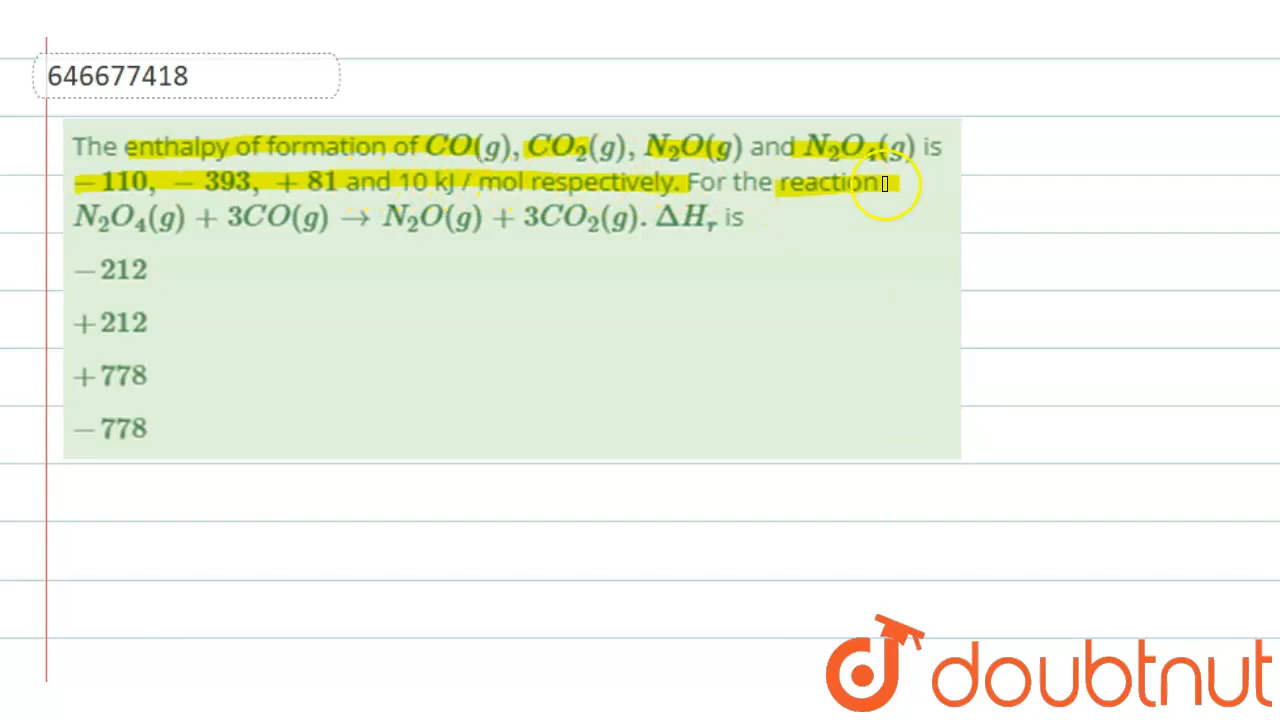 646677418
The enthalpy of formation of CO(g), CO₂(g), N₂O(g) and N₂O₄(g) is
−110, −393, +81 and 10 kJ / mol respectively. For the reaction
N₂O₄(g) + 3CO(g) → N₂O(g) + 3CO₂(g). ΔHᵣ is
−212
+212
+778
−778
doubtnut